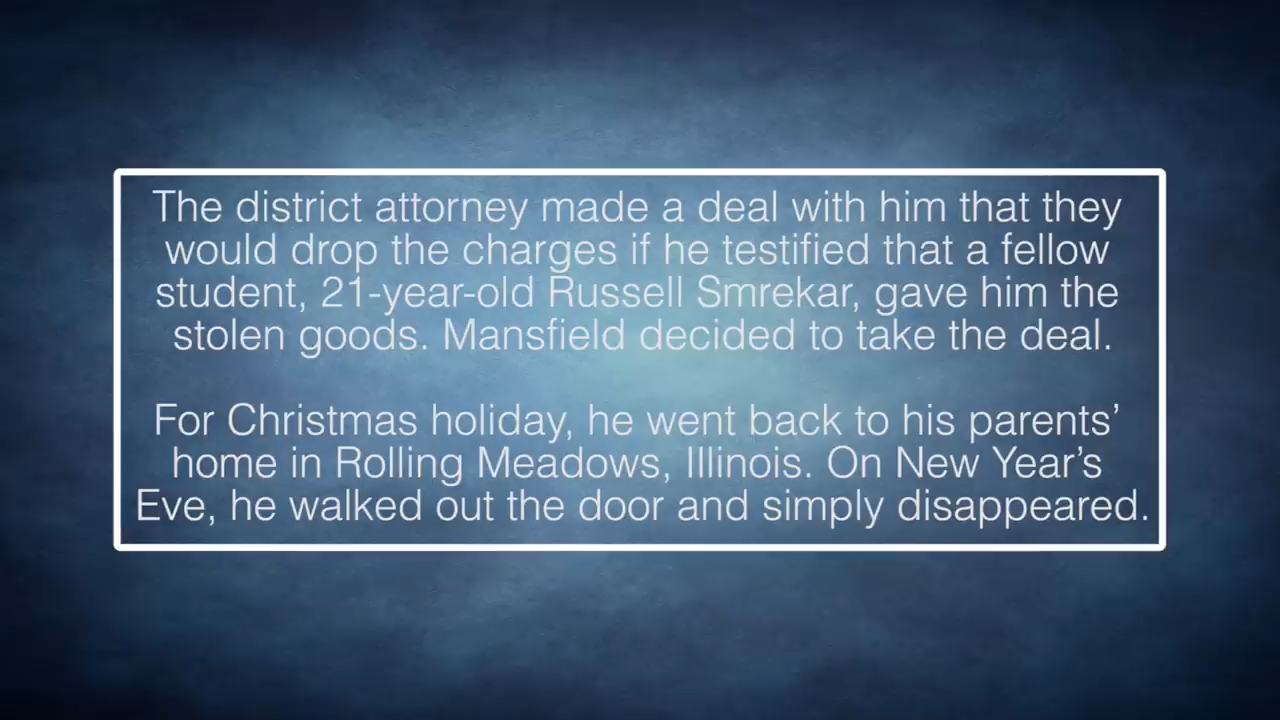 The district attorney made a deal with him that they
would drop the charges if he testified that a fellow
student, 21-year-old Russell Smrekar, gave him the
stolen goods. Mansfield decided to take the deal.
For Christmas holiday, he went back to his parents’
home in Rolling Meadows, Illinois. On New Year’s
Eve, he walked out the door and simply disappeared.